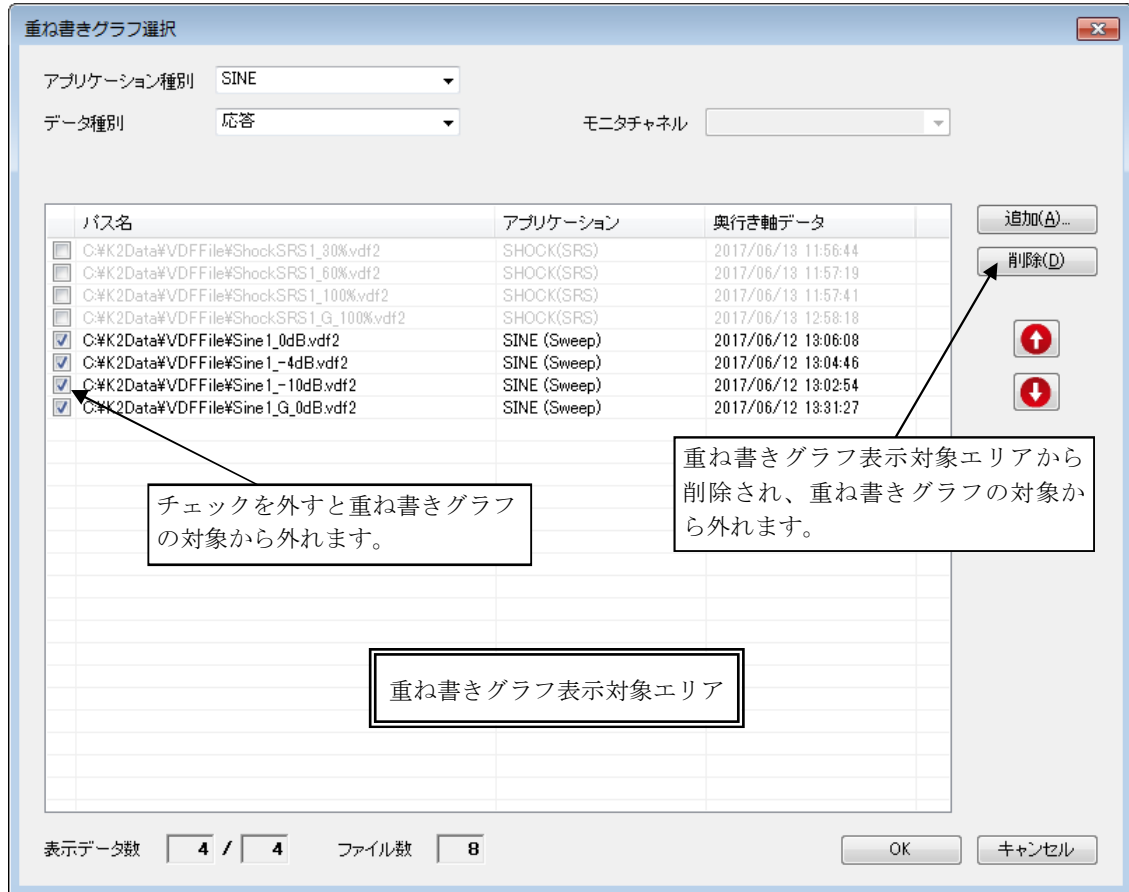 重ね書きグラフ選択
アプリケーション種別 SINE
データ種別 応答 モニタチャネル
パス名 アプリケーション 奥行き軸データ
追加(A)...
C:¥K2Data¥VDFFile¥ShockSRS1_30%.vdf2 SHOCK(SRS) 2017/06/13 11:56:44
削除(D)
C:¥K2Data¥VDFFile¥ShockSRS1_60%.vdf2 SHOCK(SRS) 2017/06/13 11:57:19
C:¥K2Data¥VDFFile¥ShockSRS1_100%.vdf2 SHOCK(SRS) 2017/06/13 11:57:41
C:¥K2Data¥VDFFile¥ShockSRS1_G_100%.vdf2 SHOCK(SRS) 2017/06/13 12:58:18
C:¥K2Data¥VDFFile¥Sine1_0dB.vdf2 SINE (Sweep) 2017/06/12 13:06:08
C:¥K2Data¥VDFFile¥Sine1_-4dB.vdf2 SINE (Sweep) 2017/06/12 13:04:46
C:¥K2Data¥VDFFile¥Sine1_-10dB.vdf2 SINE (Sweep) 2017/06/12 13:02:54
C:¥K2Data¥VDFFile¥Sine1_G_0dB.vdf2 SINE (Sweep) 2017/06/12 13:31:27
重ね書きグラフ表示対象エリアから
削除され、重ね書きグラフの対象か
ら外れます。
チェックを外すと重ね書きグラフ
の対象から外れます。
重ね書きグラフ表示対象エリア
表示データ数 4 / 4 ファイル数 8 OK キャンセル